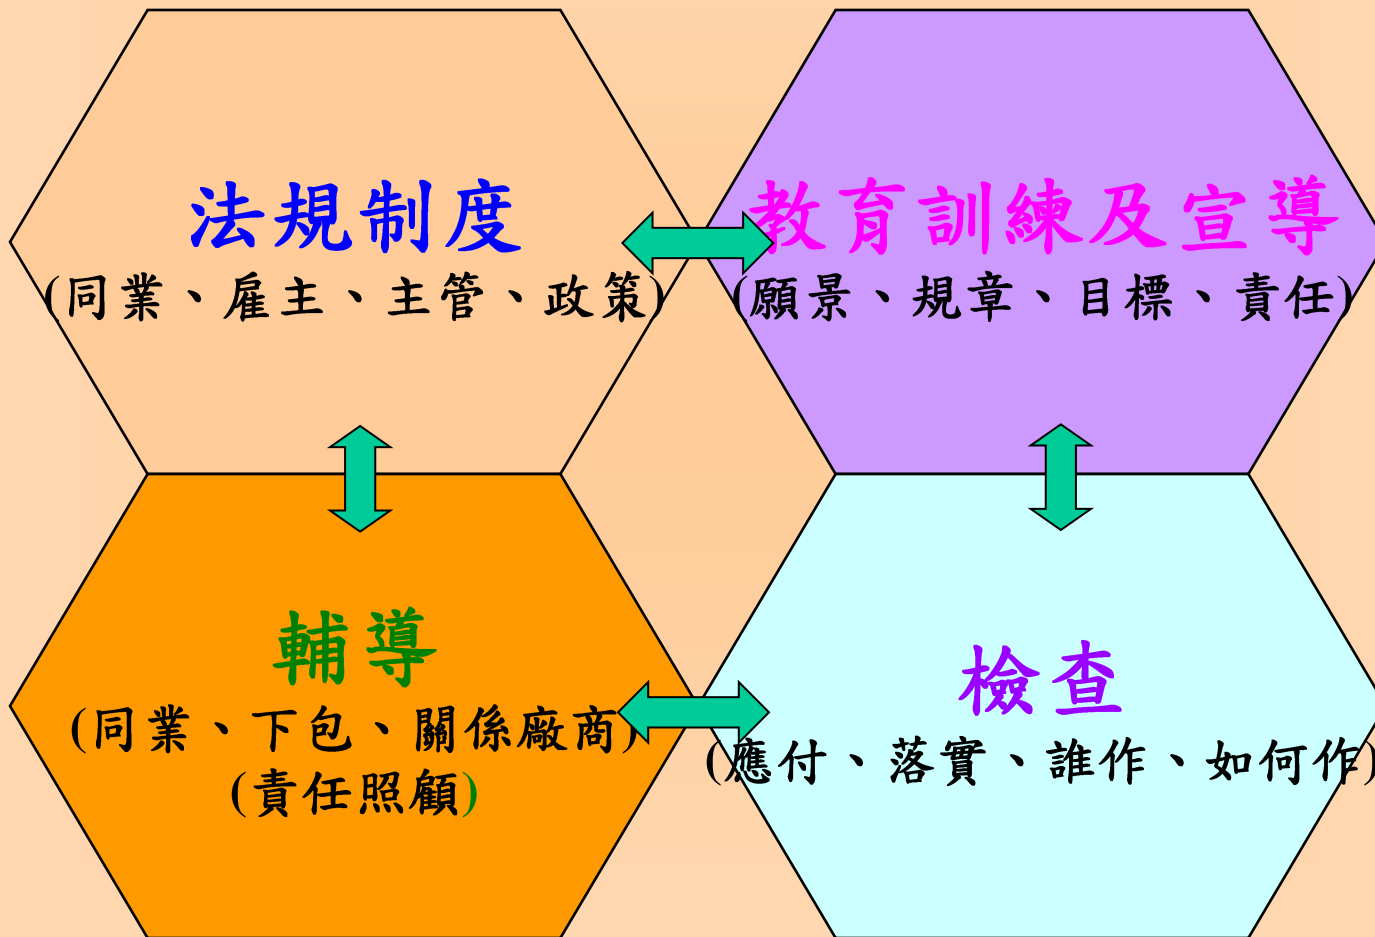 法規制度
(同業、雇主、主管、政策)
教育訓練及宣導
(願景、規章、目標、責任)
輔導
(同業、下包、關係廠商)
(責任照顧)
檢查
(應付、落實、誰作、如何作)